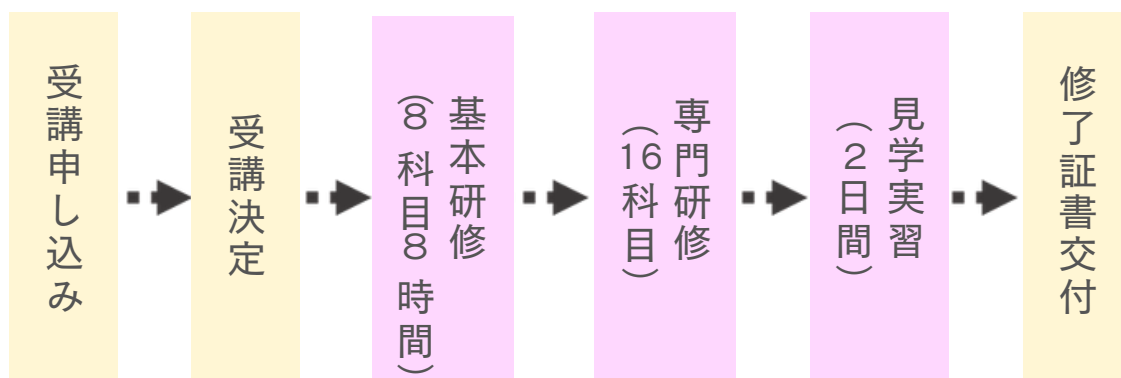 受講申し込み
受講決定
基本研修
（８科目８時間）
専門研修
（16科目）
見学実習
（２日間）
修了証書交付